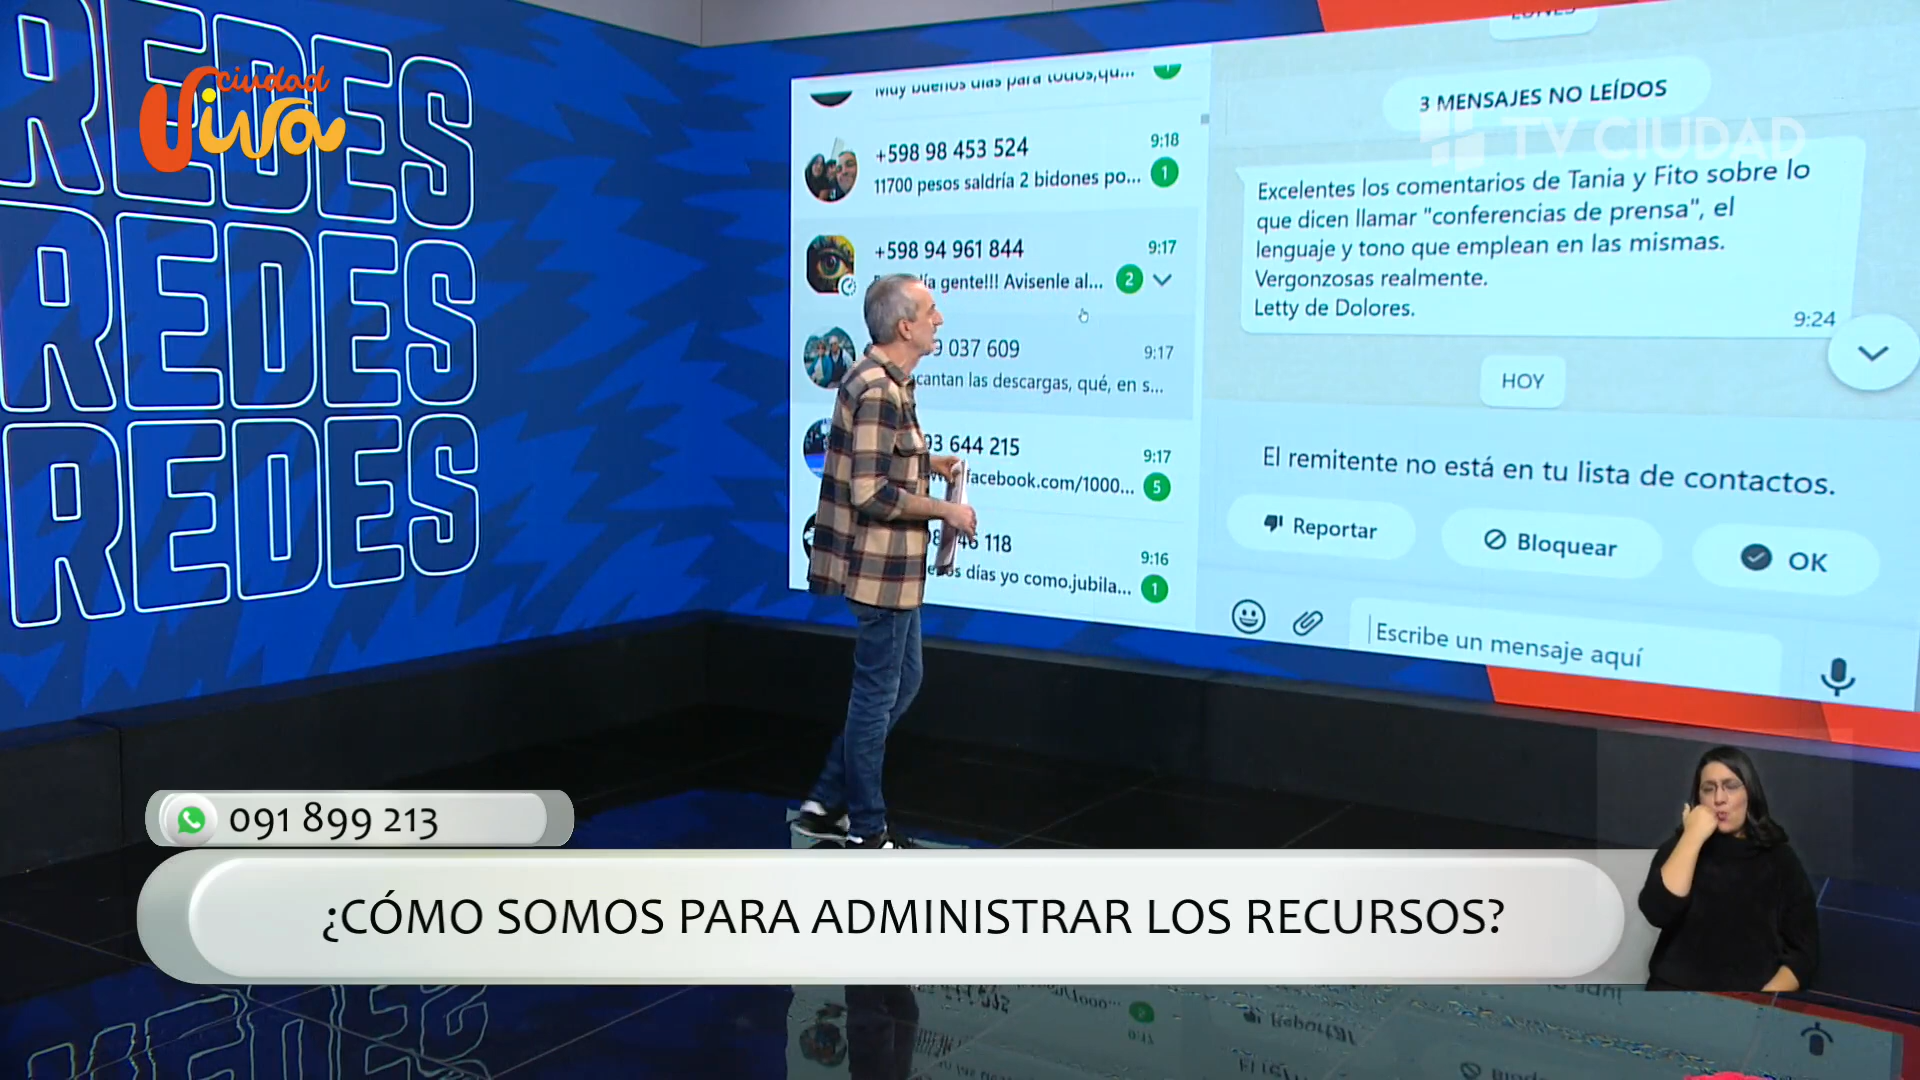 REDES
REDES
REDES
ciudad
Viva
para todos,qu...
+598 98 453 524
9:18
11700 pesos saldría 2 bidones po...
1
+598 94 961 844
9:17
ía gente!!! Avisenle al...
2
9 037 609
9:17
cantan las descargas, qué, en s...
93 644 215
9:17
facebook.com/1000...
5
46 118
9:16
días yo como.jubila...
1
3 MENSAJES NO LEÍDOS
TV CIUDAD
Excelentes los comentarios de Tania y Fito sobre lo
que dicen llamar "conferencias de prensa", el
lenguaje y tono que emplean en las mismas.
Vergonzosas realmente.
Letty de Dolores.
9:24
HOY
El remitente no está en tu lista de contactos.
Reportar
Bloquear
OK
Escribe un mensaje aquí
091 899 213
¿CÓMO SOMOS PARA ADMINISTRAR LOS RECURSOS?